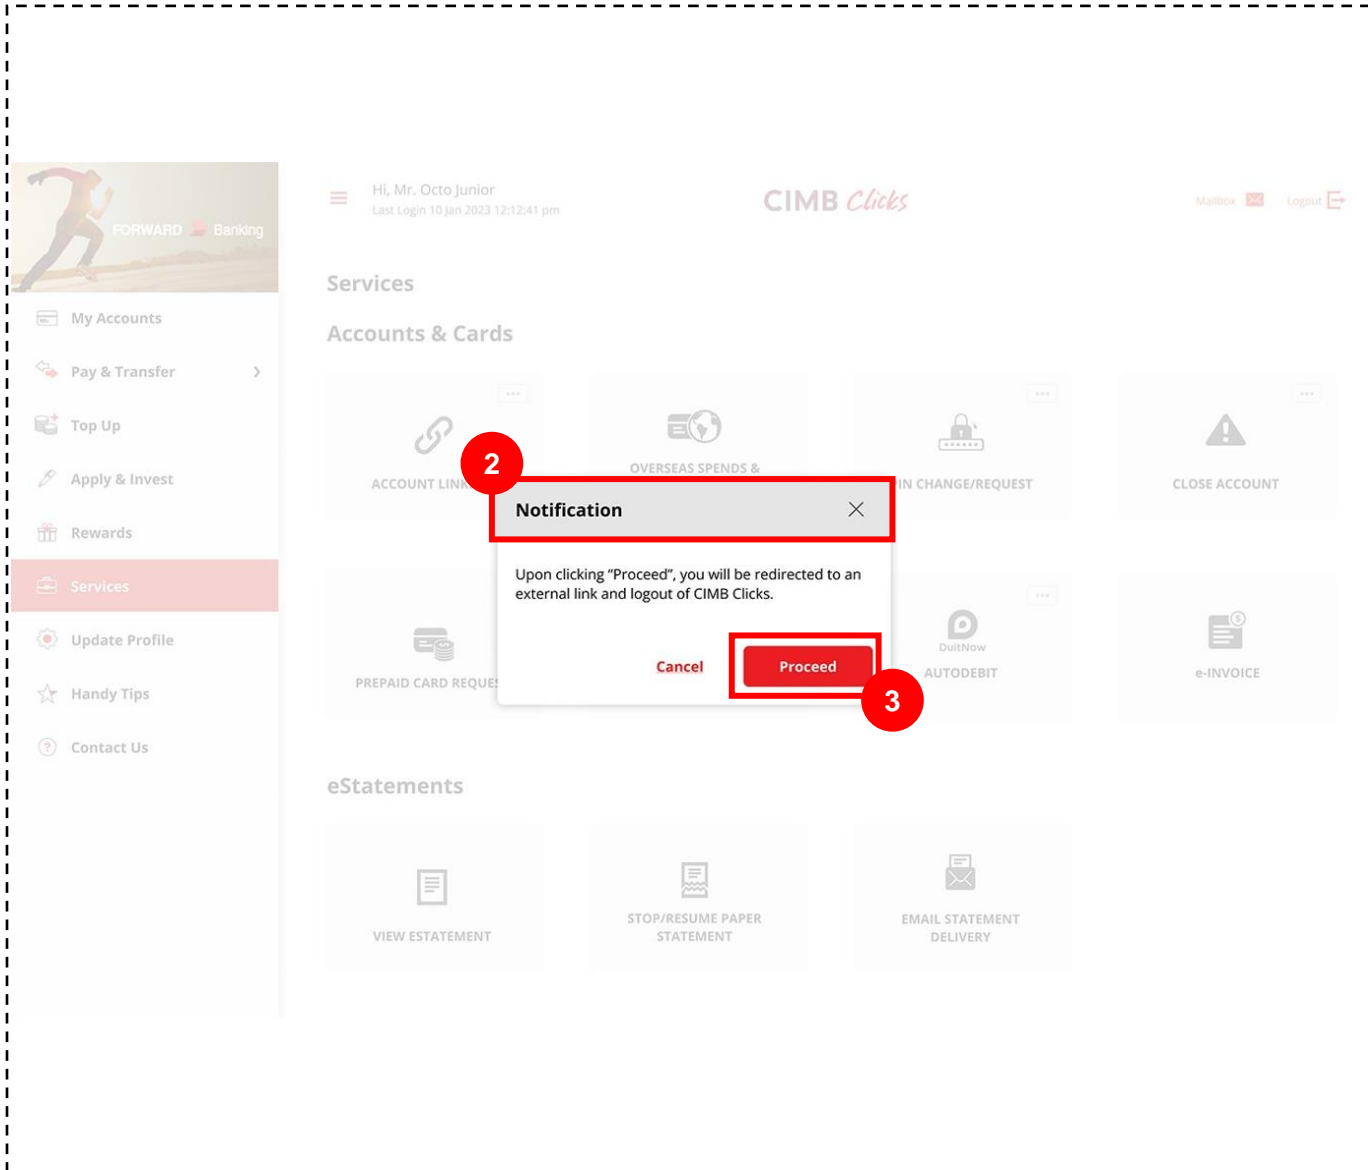 FORWARD Banking
Hi, Mr. Octo Junior
Last Login 10 Jan 2023 12:12:41 pm
CIMB Clicks
Mailbox
Logout
My Accounts
Pay & Transfer
Top Up
Apply & Invest
Rewards
Services
Update Profile
Handy Tips
Contact Us
Services
Accounts & Cards
ACCOUNT LINK
OVERSEAS SPENDS &
PIN CHANGE/REQUEST
CLOSE ACCOUNT
2
Notification
Upon clicking “Proceed”, you will be redirected to an
external link and logout of CIMB Clicks.
Cancel
Proceed
3
PREPAID CARD REQUES
DuitNow
AUTODEBIT
e-INVOICE
eStatements
VIEW ESTATEMENT
STOP/RESUME PAPER
STATEMENT
EMAIL STATEMENT
DELIVERY